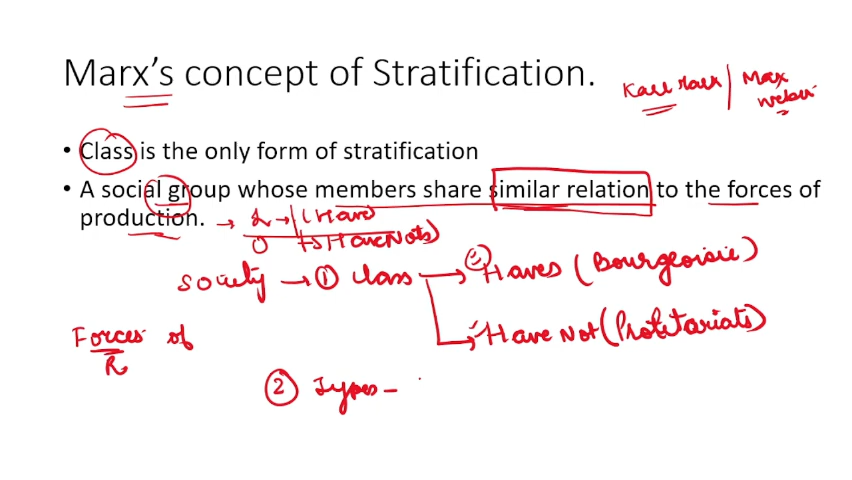 Marx's concept of Stratification.
Karl Marx | Max Weber
• Class is the only form of stratification
• A social group whose members share similar relation to the forces of
production. → (Have)
(Have Nots)
Society → ① Class → Haves (Bourgeoisie)
Have Not (Proletariats)
Forces of
② Types -